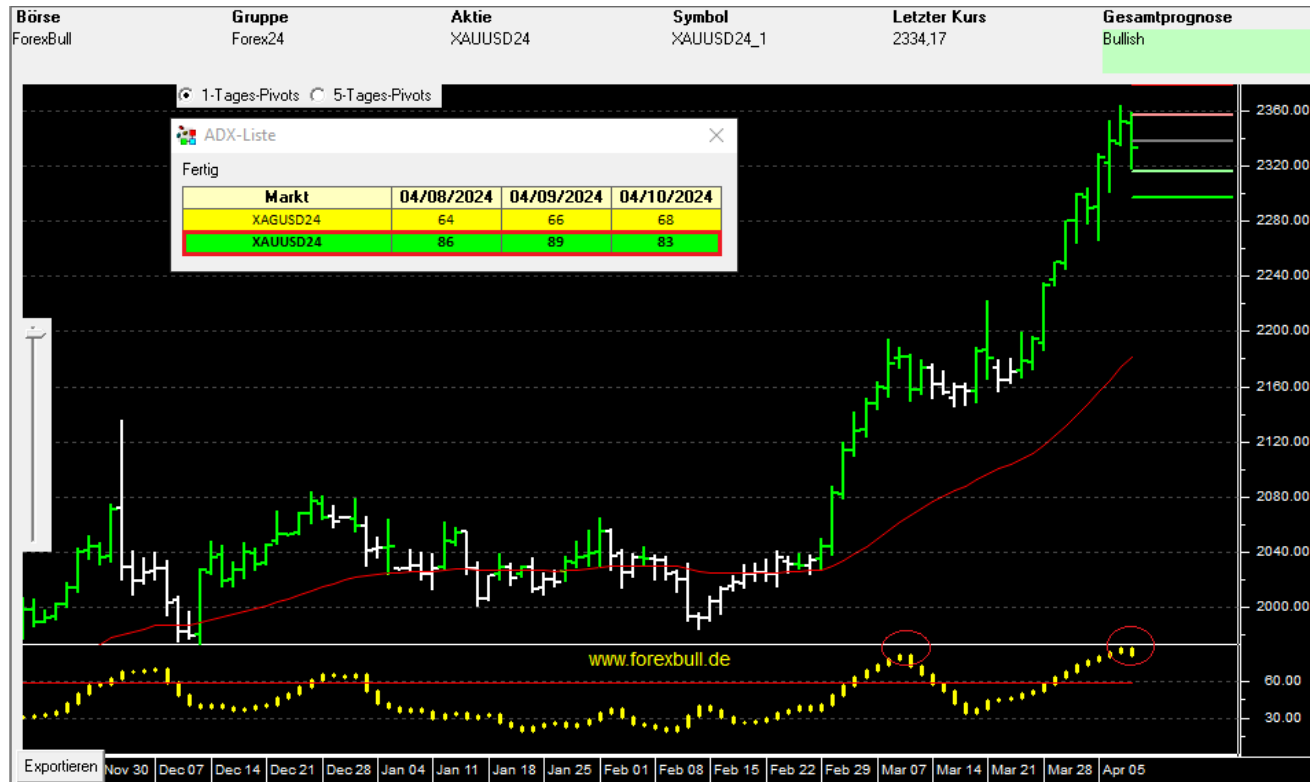 Börse Gruppe Aktie Symbol Letzter Kurs Gesamtprognose
ForexBull Forex24 XAUUSD24 XAUUSD24_1 2334,17 Bullish
1-Tages-Pivots 5-Tages-Pivots
ADX-Liste
Fertig
Markt 04/08/2024 04/09/2024 04/10/2024
XAGUSD24 64 66 68
XAUUSD24 86 89 83
2360.00
2320.00
2280.00
2240.00
2200.00
2160.00
2120.00
2080.00
2040.00
2000.00
www.forexbull.de
60.00
30.00
Exportieren Nov 30 Dec 07 Dec 14 Dec 21 Dec 28 Jan 04 Jan 11 Jan 18 Jan 25 Feb 01 Feb 08 Feb 15 Feb 22 Feb 29 Mar 07 Mar 14 Mar 21 Mar 28 Apr 05